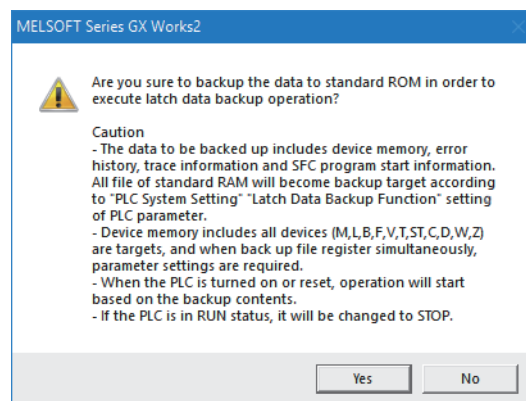 MELSOFT Series GX Works2
Are you sure to backup the data to standard ROM in order to
execute latch data backup operation?
Caution
- The data to be backed up includes device memory, error
history, trace information and SFC program start information.
All file of standard RAM will become backup target according
to "PLC System Setting" "Latch Data Backup Function" setting
of PLC parameter.
- Device memory includes all devices (M,L,B,F,V,T,ST,C,D,W,Z)
are targets, and when back up file register simultaneously,
parameter settings are required.
- When the PLC is turned on or reset, operation will start
based on the backup contents.
- If the PLC is in RUN status, it will be changed to STOP.
Yes
No